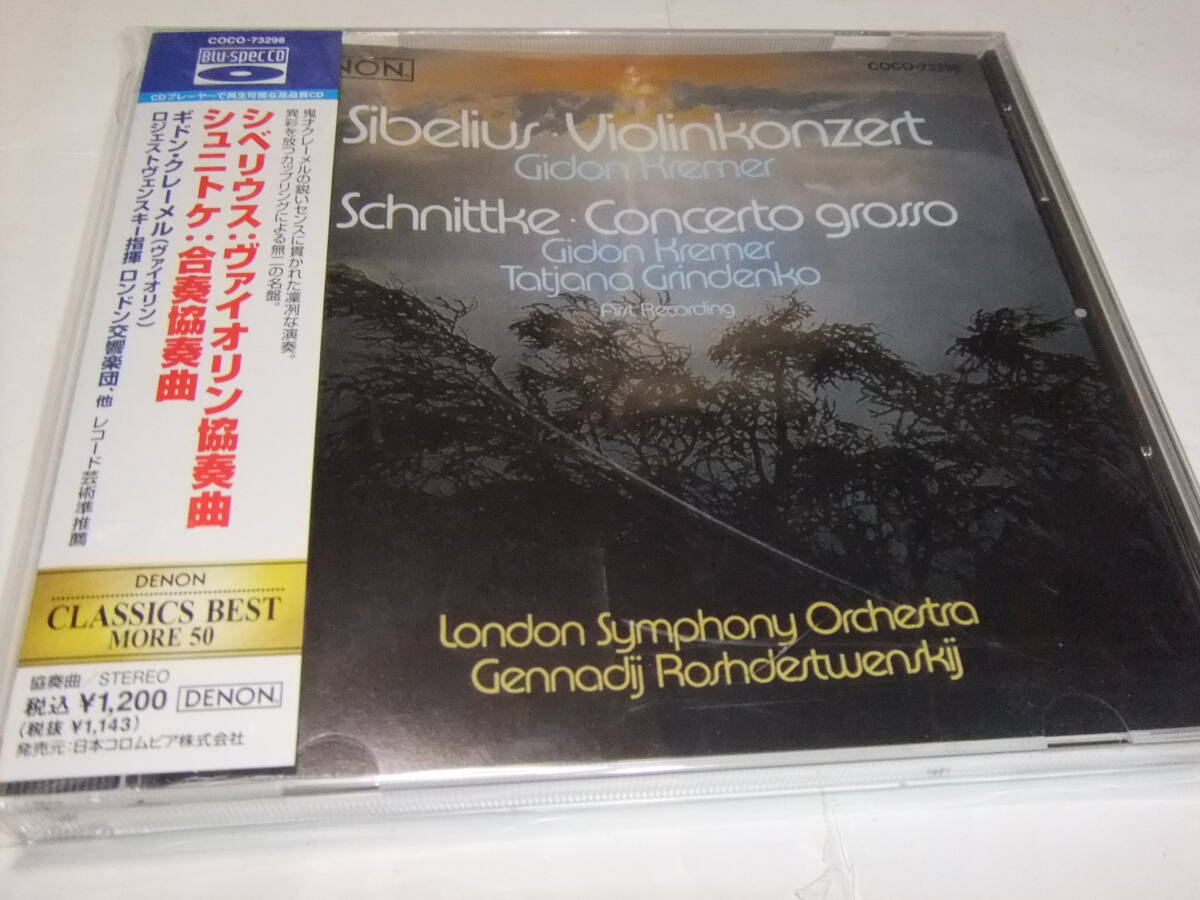 COCO-73298
Blu-spec CD
CDプレーヤーで再生可能な高品質CD
鬼才クレーメルの鋭いセンスに貫かれた凛冽な演奏。
異彩を放つカップリングによる無二の名盤。
シベリウス:ヴァイオリン協奏曲
シュニトケ:合奏協奏曲
ギドン・クレーメル(ヴァイオリン)
ロジェストヴェンスキー指揮 ロンドン交響楽団、他 レコード芸術準推薦
DENON
CLASSICS BEST
MORE 50
協奏曲/STEREO
税込 ¥1,200 DENON
(税抜 ¥1,143)
発売元:日本コロムビア株式会社
COCO-73298
Sibelius · Violinkonzert
Gidon Kremer
Schnittke · Concerto grosso
Gidon Kremer
Tatjana Grindenko
First Recording
London Symphony Orchestra
Gennadij Roshdestwenskij